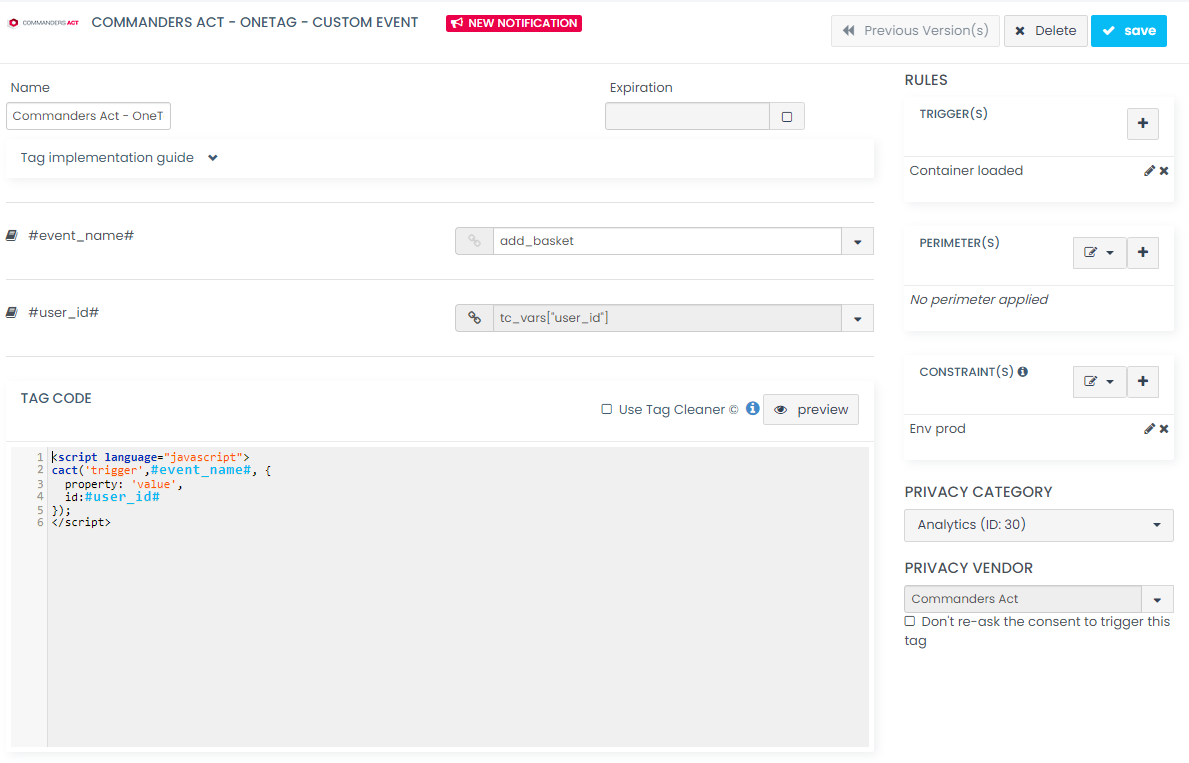 COMMANDERS ACT
COMMANDERS ACT - ONETAG - CUSTOM EVENT
NEW NOTIFICATION
Previous Version(s)
Delete
save
Name
Expiration
Commanders Act - OneT
Tag implementation guide
#event_name#
add_basket
#user_id#
tc_vars["user_id"]
TAG CODE
Use Tag Cleaner ©
preview
1 <script language="javascript">
2 cact('trigger',#event_name#, {
3 property: 'value',
4 id:#user_id#
5 });
6 </script>
RULES
TRIGGER(S)
Container loaded
PERIMETER(S)
No perimeter applied
CONSTRAINT(S)
Env prod
PRIVACY CATEGORY
Analytics (ID: 30)
PRIVACY VENDOR
Commanders Act
Don't re-ask the consent to trigger this
tag